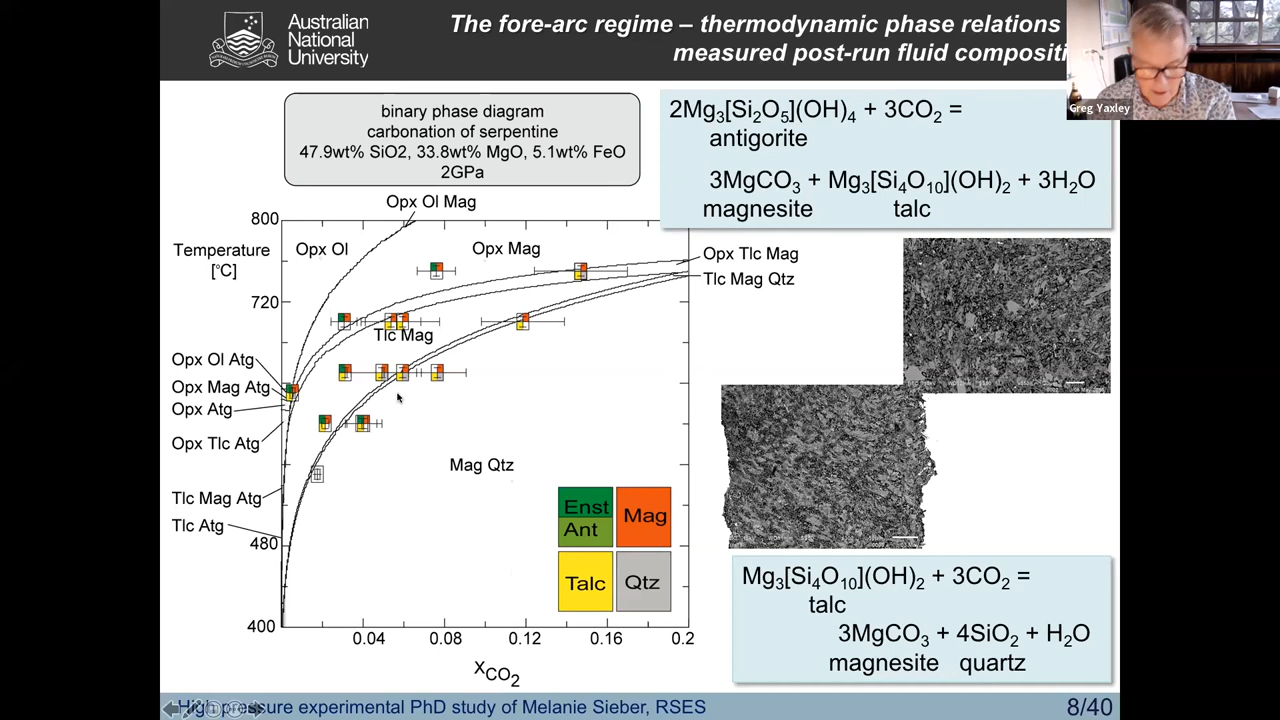 Australian
National
University
The fore-arc regime – thermodynamic phase relations
measured post-run fluid
Greg Yaxley
binary phase diagram
carbonation of serpentine
47.9wt% SiO2, 33.8wt% MgO, 5.1wt% FeO
2GPa
2Mg₃[Si₂O₅](OH)₄ + 3CO₂ =
antigorite
3MgCO₃ + Mg₃[Si₄O₁₀](OH)₂ + 3H₂O
magnesite talc
Opx Ol Mag
800
Temperature
[°C]
Opx Ol
Opx Mag
Opx Tlc Mag
Tlc Mag Qtz
720
Tlc Mag
Opx Ol Atg
Opx Mag Atg
Opx Atg
Opx Tlc Atg
Mag Qtz
Tlc Mag Atg
Tlc Atg
480
400
Enst
Ant
Mag
Talc
Qtz
0.04 0.08 0.12 0.16 0.2
X_CO₂
Mg₃[Si₄O₁₀](OH)₂ + 3CO₂ =
talc
3MgCO₃ + 4SiO₂ + H₂O
magnesite quartz
pressure experimental PhD study of Melanie Sieber, RSES
8/40